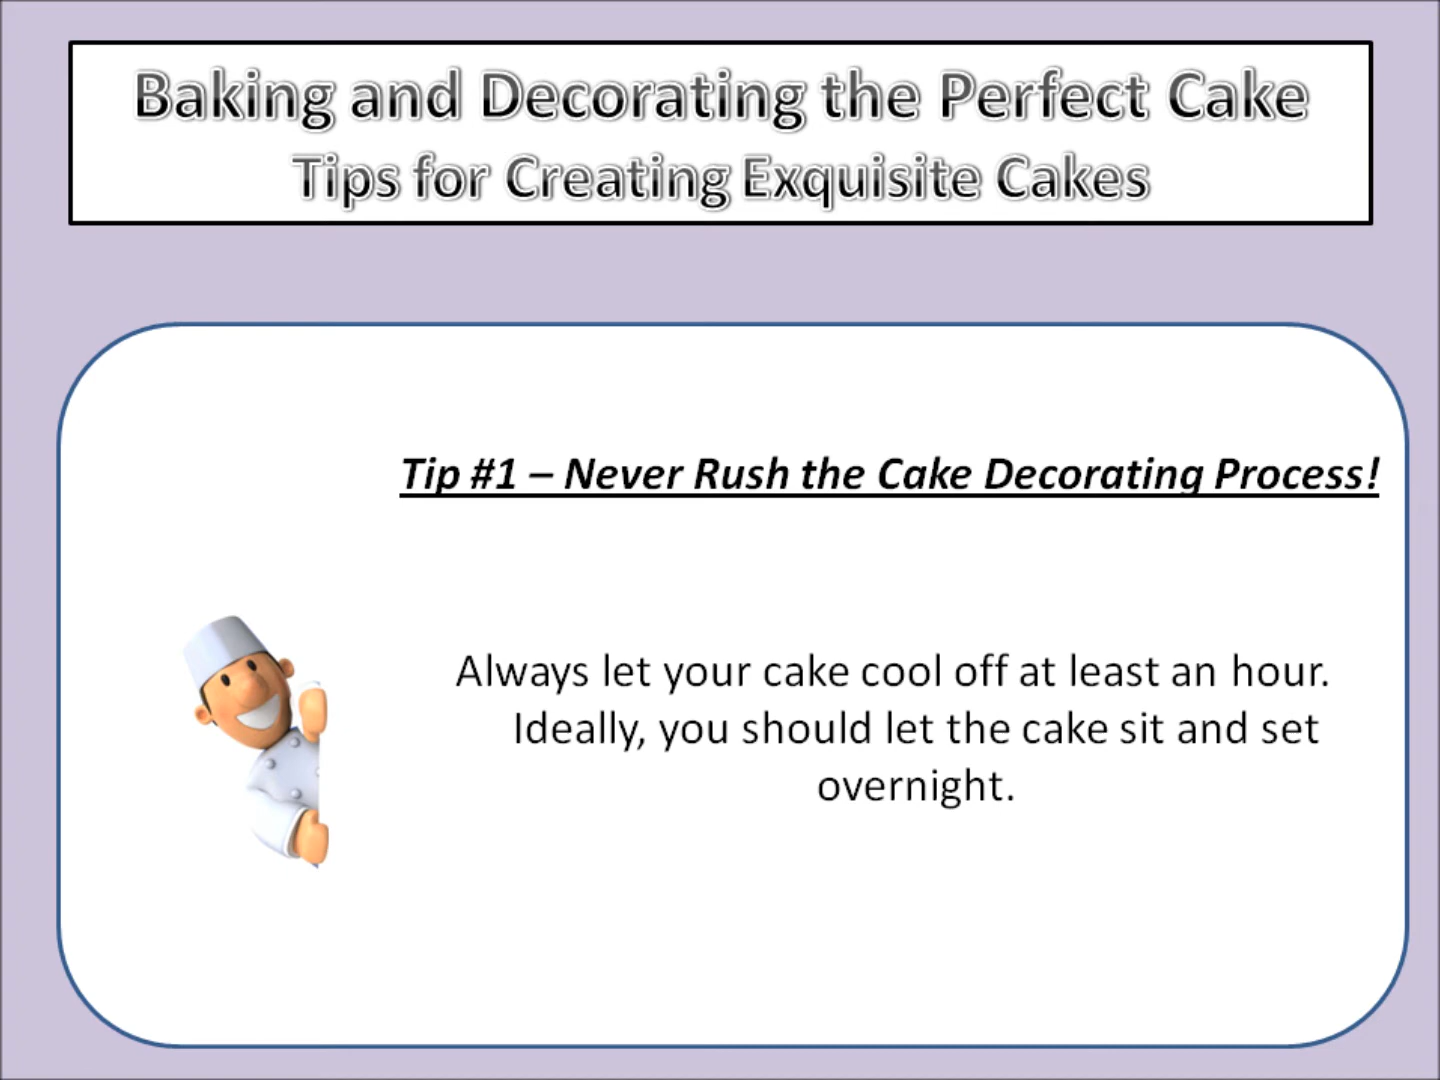 Baking and Decorating the Perfect Cake
Tips for Creating Exquisite Cakes
Tip #1 – Never Rush the Cake Decorating Process!
Always let your cake cool off at least an hour.
Ideally, you should let the cake sit and set
overnight.